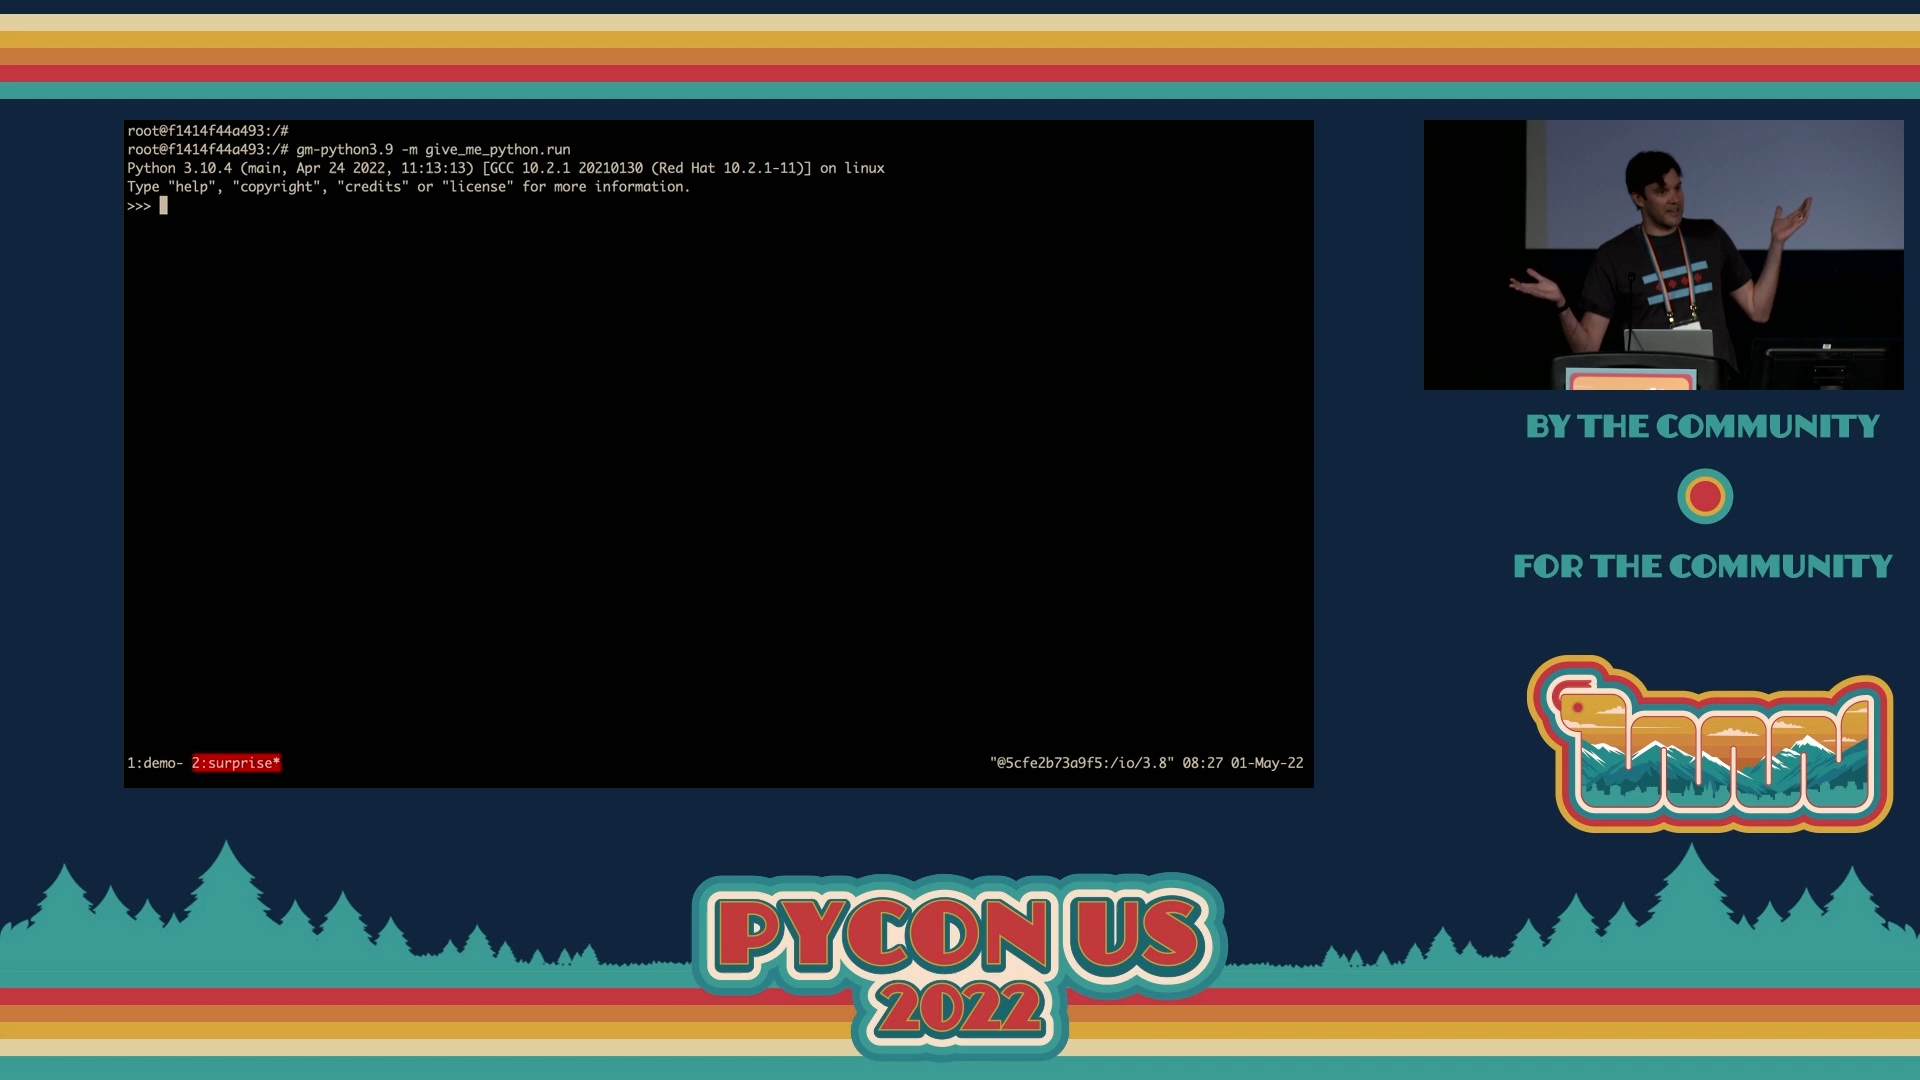 root@f1414f44a493:/#
root@f1414f44a493:/# gm-python3.9 -m give_me_python.run
Python 3.10.4 (main, Apr 24 2022, 11:13:13) [GCC 10.2.1 20210130 (Red Hat 10.2.1-11)] on linux
Type "help", "copyright", "credits" or "license" for more information.
>>>
1:demo- 2:surprise* "@5cfe2b73a9f5:/io/3.8" 08:27 01-May-22
BY THE COMMUNITY
FOR THE COMMUNITY
PYCON US
2022